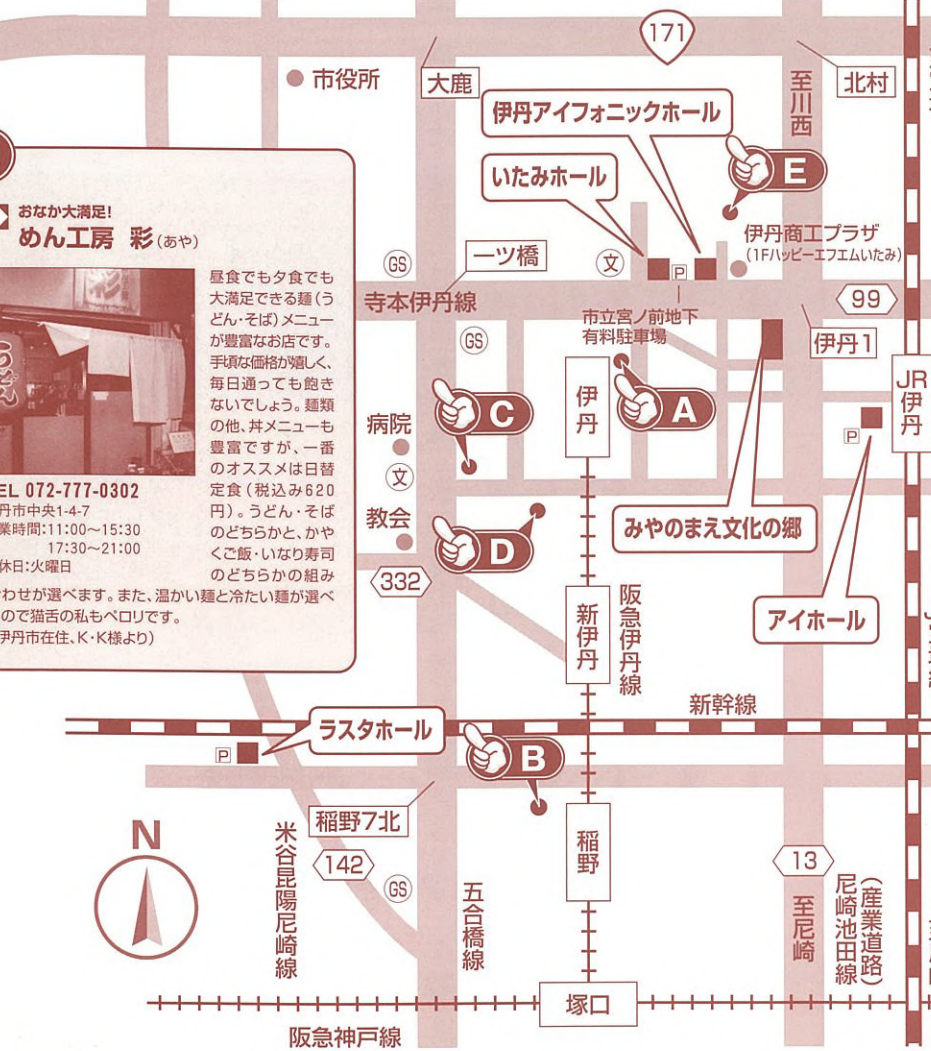 171
市役所
大鹿
至川西
北村
伊丹アイフォニックホール
いたみホール
E
おなか大満足!
めん工房 彩(あや)
伊丹商工プラザ
(1Fハッピーエフエムいたみ)
GS
一ツ橋
文
P
寺本伊丹線
99
市立宮ノ前地下
有料駐車場
伊丹1
GS
昼食でも夕食でも
大満足できる麺(う
どん・そば)メニュー
が豊富なお店です。
手頃な価格が嬉しく、
毎日通っても飽き
ないでしょう。麺類
の他、丼メニューも
豊富ですが、一番
のオススメは日替
定食(税込み620
円)。うどん・そば
のどちらかと、かや
くご飯・いなり寿司
のどちらかの組み
わせが選べます。また、温かい麺と冷たい麺が選べ
ので猫舌の私もペロリです。
伊丹市在住、K・K様より)
うどん
EL 072-777-0302
丹市中央1-4-7
業時間:11:00〜15:30
17:30〜21:00
休日:火曜日
伊丹
A
JR
伊丹
C
病院
P
文
教会
D
みやのまえ文化の郷
332
新伊丹
阪急伊丹線
アイホール
新幹線
ラスタホール
P
B
稲野7北
N
米谷昆陽尼崎線
142
GS
稲野
13
五合橋線
至尼崎
尼崎池田線
(産業道路)
塚口
阪急神戸線